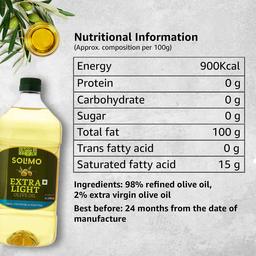 Nutritional Information
(Approx. composition per 100g)
Energy 900Kcal
Protein 0 g
Carbohydrate 0 g
Sugar 0 g
Total fat 100 g
Trans fatty acid 0 g
Saturated fatty acid 15 g
SOLIMO
EXTRA
LIGHT
OLIVE OIL
Ingredients: 98% refined olive oil,
2% extra virgin olive oil
Best before: 24 months from the date of
manufacture